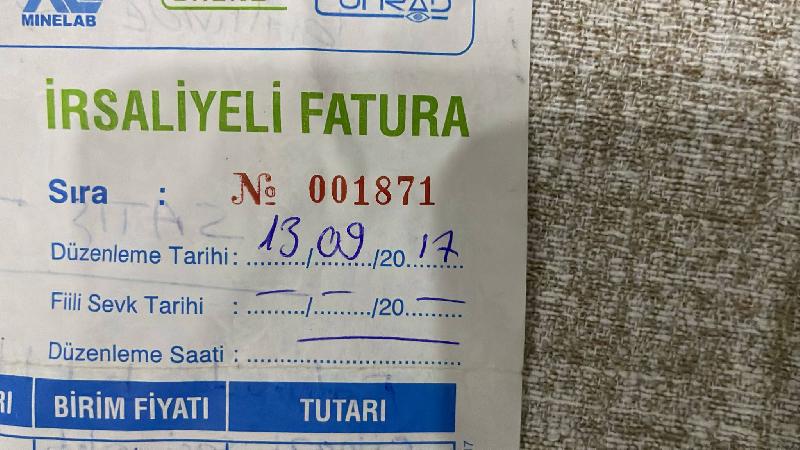 MINELAB
İRSALİYELİ FATURA
Sıra : № 001871
Düzenleme Tarihi : 13/09/2017
Fiili Sevk Tarihi : — / — /20 —
Düzenleme Saati : —
BİRİM FİYATI TUTARI